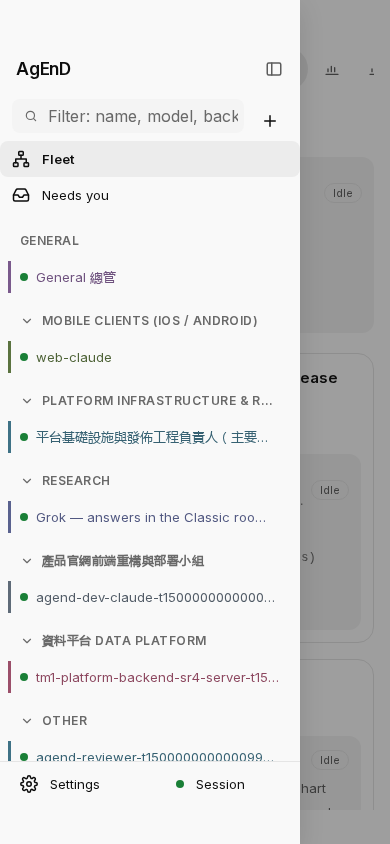 AgEnD
Filter: name, model, back
Fleet
Needs you
GENERAL
General 總管
MOBILE CLIENTS (IOS / ANDROID)
web-claude
PLATFORM INFRASTRUCTURE & R…
平台基礎設施與發佈工程負責人 ( 主要…
RESEARCH
Grok — answers in the Classic roo…
產品官網前端重構與部署小組
agend-dev-claude-t1500000000000…
資料平台 DATA PLATFORM
tm1-platform-backend-sr4-server-t15…
OTHER
agend-reviewer-t150000000000099…
Settings
Session
Idle
ease
Idle
s)
Idle
hart